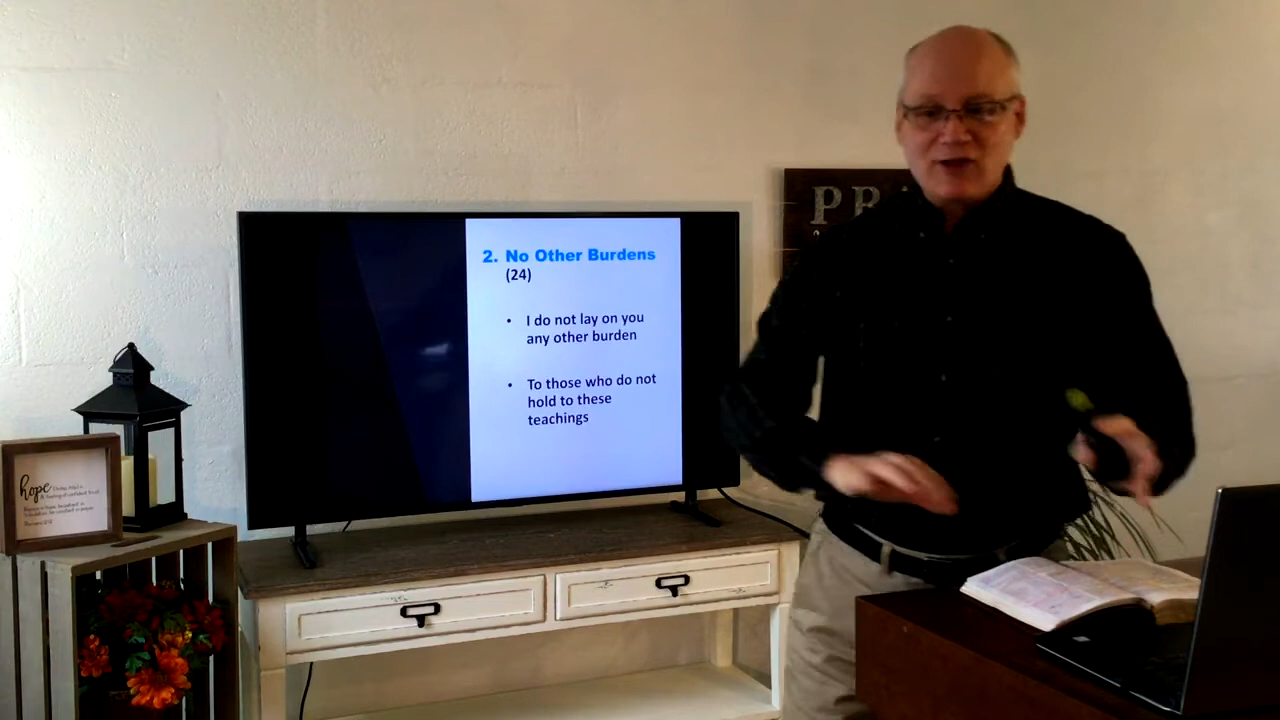 2. No Other Burdens
(24)
• I do not lay on you
any other burden
• To those who do not
hold to these
teachings
PRA
hope